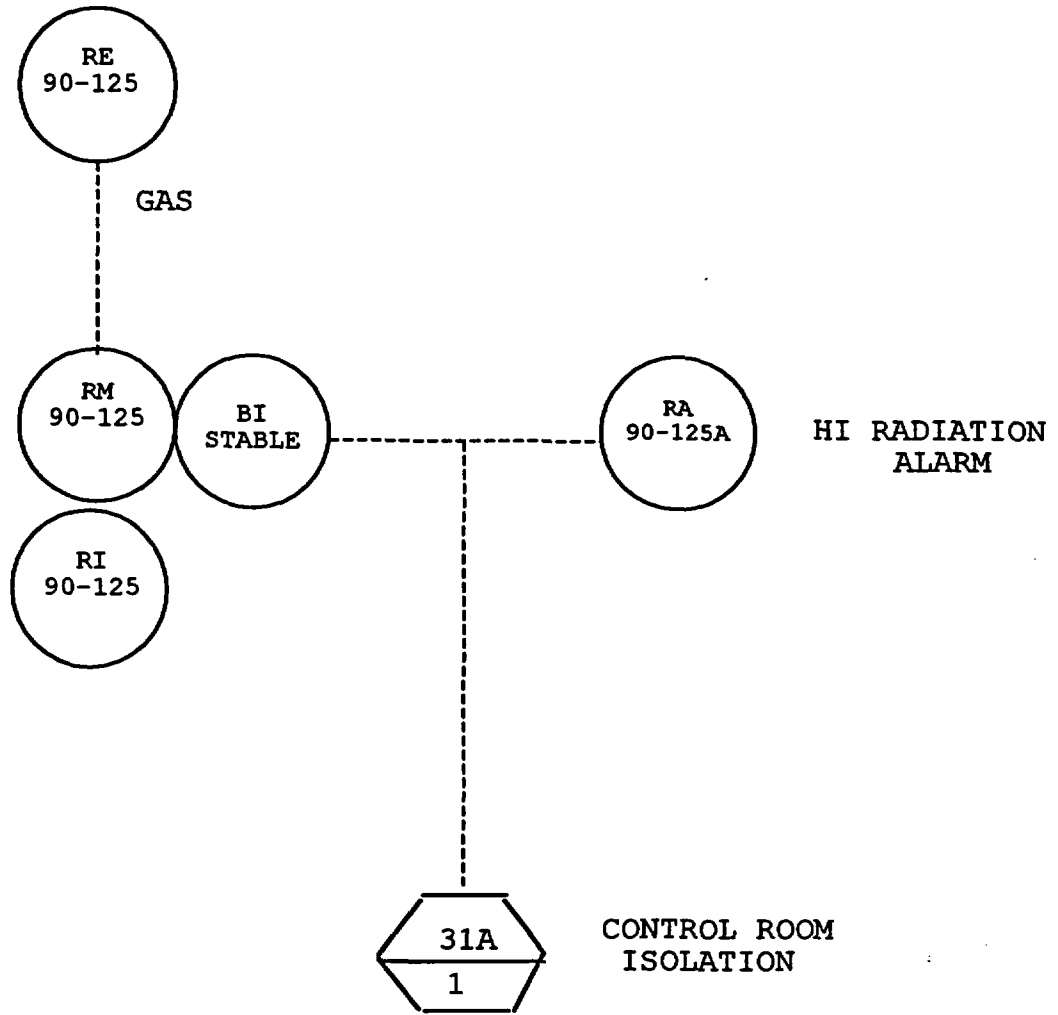 RE
90-125
GAS
RM
90-125
BI
STABLE
RA
90-125A
HI RADIATION
ALARM
RI
90-125
31A
1
CONTROL ROOM
ISOLATION